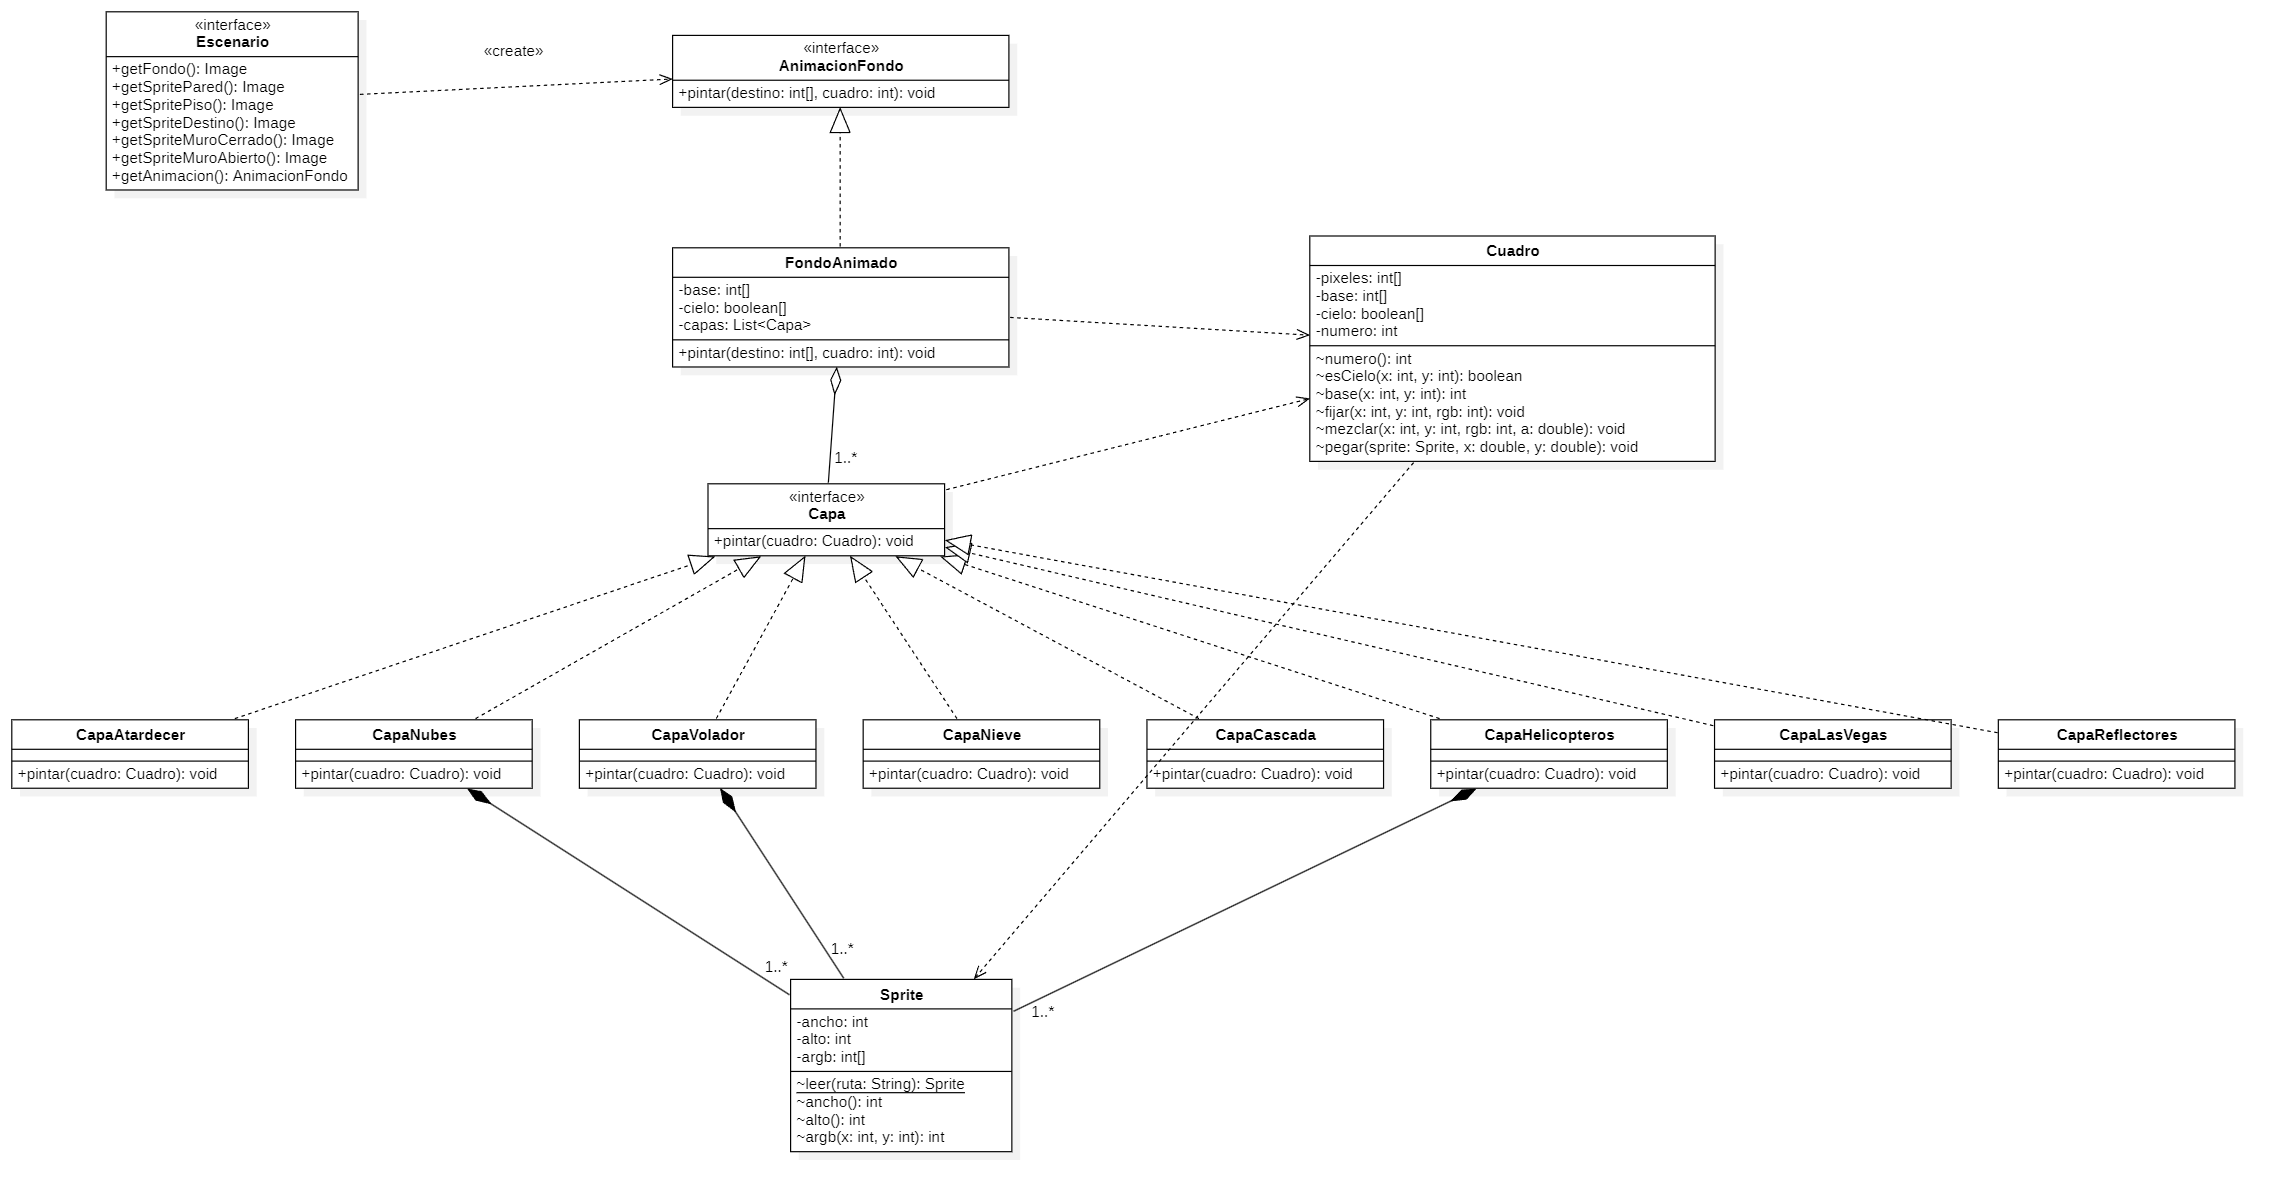 «interface»
Escenario
+getFondo(): Image
+getSpritePared(): Image
+getSpritePiso(): Image
+getSpriteDestino(): Image
+getSpriteMuroCerrado(): Image
+getSpriteMuroAbierto(): Image
+getAnimacion(): AnimacionFondo
«create»
«interface»
AnimacionFondo
+pintar(destino: int[], cuadro: int): void
FondoAnimado
-base: int[]
-cielo: boolean[]
-capas: List<Capa>
+pintar(destino: int[], cuadro: int): void
Cuadro
-pixeles: int[]
-base: int[]
-cielo: boolean[]
-numero: int
~numero(): int
~esCielo(x: int, y: int): boolean
~base(x: int, y: int): int
~fijar(x: int, y: int, rgb: int): void
~mezclar(x: int, y: int, rgb: int, a: double): void
~pegar(sprite: Sprite, x: double, y: double): void
1..*
«interface»
Capa
+pintar(cuadro: Cuadro): void
CapaAtardecer
+pintar(cuadro: Cuadro): void
CapaNubes
+pintar(cuadro: Cuadro): void
CapaVolador
+pintar(cuadro: Cuadro): void
CapaNieve
+pintar(cuadro: Cuadro): void
CapaCascada
+pintar(cuadro: Cuadro): void
CapaHelicopteros
+pintar(cuadro: Cuadro): void
CapaLasVegas
+pintar(cuadro: Cuadro): void
CapaReflectores
+pintar(cuadro: Cuadro): void
1..*
1..*
1..*
Sprite
-ancho: int
-alto: int
-argb: int[]
~leer(ruta: String): Sprite
~ancho(): int
~alto(): int
~argb(x: int, y: int): int